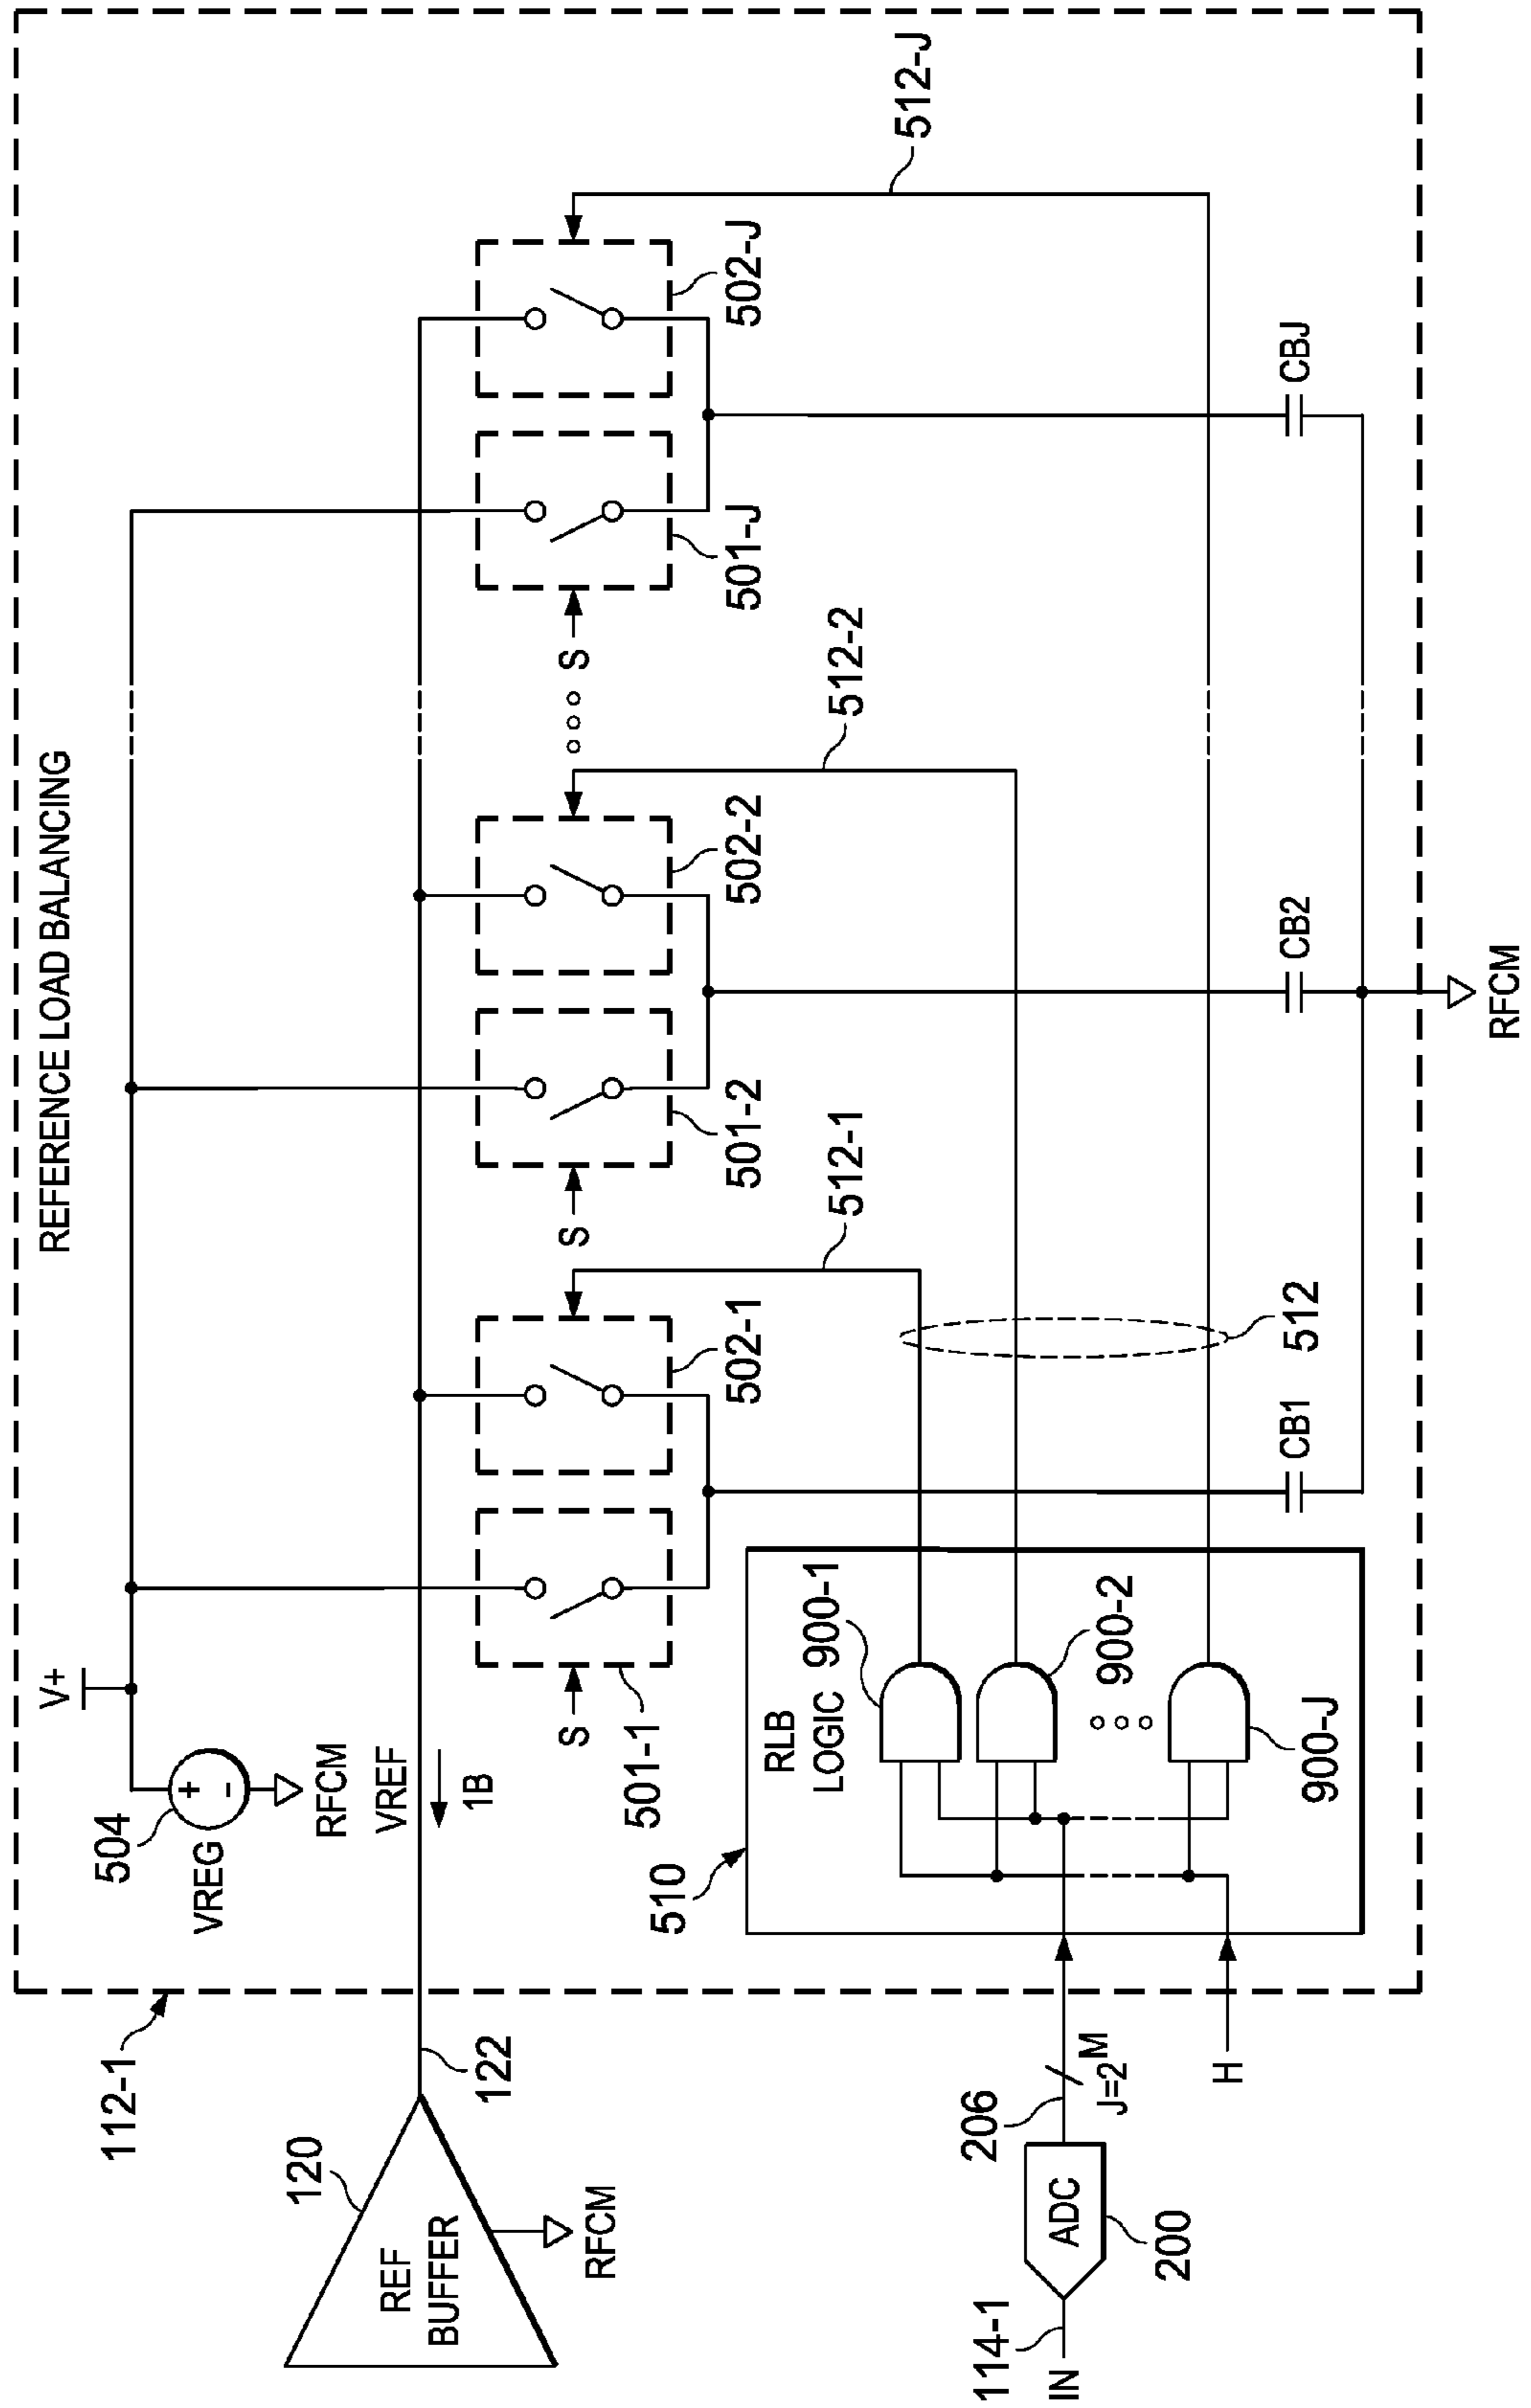 REFERENCE LOAD BALANCING
112-1
V+
504
VREG
RFCM
120
REF
BUFFER
RFCM
122
VREF
1B
S
501-1
502-1
S
501-2
502-2
S
501-J
502-J
512-1
512-2
512-J
510
RLB
LOGIC
900-1
900-2
900-J
512
CB1
CB2
CBJ
RFCM
IN
114-1
ADC
200
206
J=2^M
H